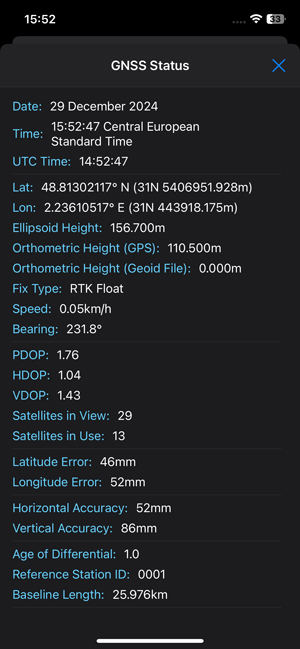 15:52
33
GNSS Status
Date: 29 December 2024
Time: 15:52:47 Central European
Standard Time
UTC Time: 14:52:47
Lat: 48.81302117° N (31N 5406951.928m)
Lon: 2.23610517° E (31N 443918.175m)
Ellipsoid Height: 156.700m
Orthometric Height (GPS): 110.500m
Orthometric Height (Geoid File): 0.000m
Fix Type: RTK Float
Speed: 0.05km/h
Bearing: 231.8°
PDOP: 1.76
HDOP: 1.04
VDOP: 1.43
Satellites in View: 29
Satellites in Use: 13
Latitude Error: 46mm
Longitude Error: 52mm
Horizontal Accuracy: 52mm
Vertical Accuracy: 86mm
Age of Differential: 1.0
Reference Station ID: 0001
Baseline Length: 25.976km